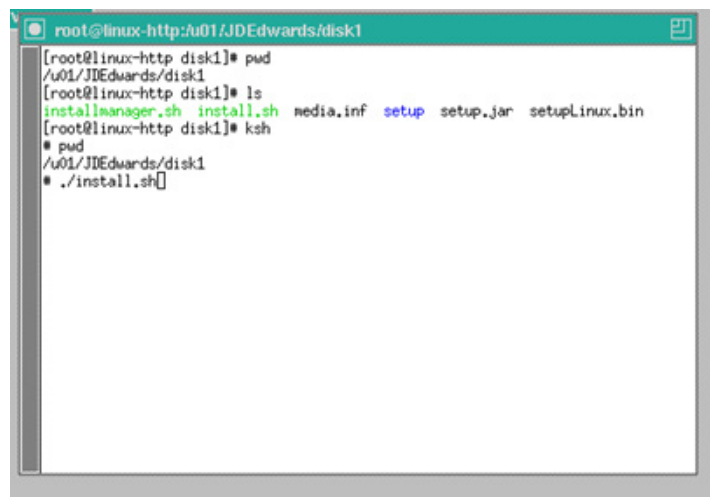 root@linux-http:/u01/JDEdwards/disk1
[root@linux-http disk1]# pwd
/u01/JDEdwards/disk1
[root@linux-http disk1]# ls
installmanager.sh install.sh media.inf setup setup.jar setupLinux.bin
[root@linux-http disk1]# ksh
# pwd
/u01/JDEdwards/disk1
# ./install.sh